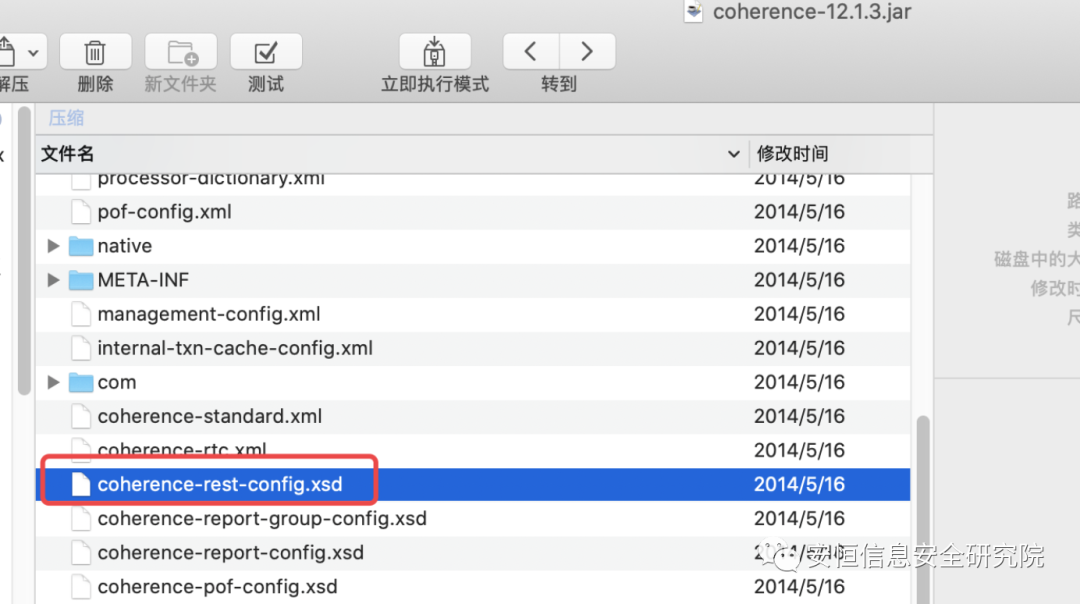 coherence-12.1.3.jar
解压
删除
新文件夹
测试
立即执行模式
转到
压缩
文件名
修改时间
processor-dictionary.xml 2014/5/16
pof-config.xml 2014/5/16
native 2014/5/16
META-INF 2014/5/16
management-config.xml 2014/5/16
internal-txn-cache-config.xml 2014/5/16
com 2014/5/16
coherence-standard.xml 2014/5/16
coherence-rtc.xml 2014/5/16
coherence-rest-config.xsd 2014/5/16
coherence-report-group-config.xsd 2014/5/16
coherence-report-config.xsd
coherence-pof-config.xsd 2014/5/16
路
类
磁盘中的大
修改时
尺
安恒信息安全研究院